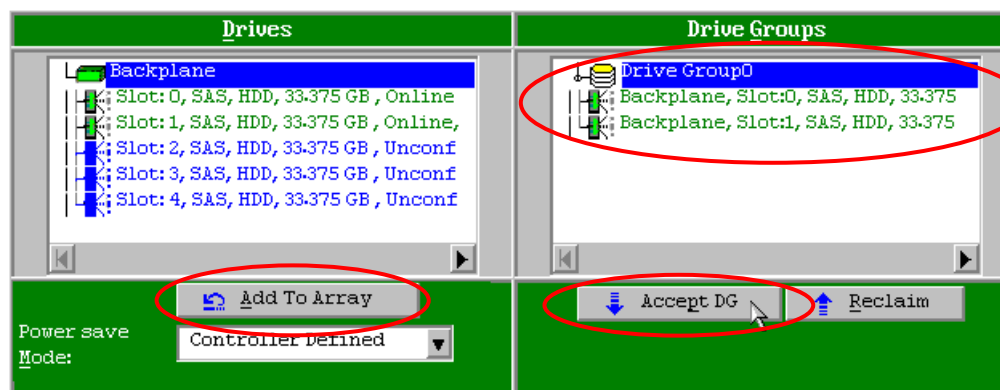 Drives
Backplane
Slot: 0, SAS, HDD, 33.375 GB , Online
Slot: 1, SAS, HDD, 33.375 GB , Online,
Slot: 2, SAS, HDD, 33.375 GB , Unconf
Slot: 3, SAS, HDD, 33.375 GB , Unconf
Slot: 4, SAS, HDD, 33.375 GB , Unconf
Add To Array
Power save
Mode:
Controller Defined
Drive Groups
Drive Group0
Backplane, Slot:0, SAS, HDD, 33.375
Backplane, Slot:1, SAS, HDD, 33.375
Accept DG
Reclaim